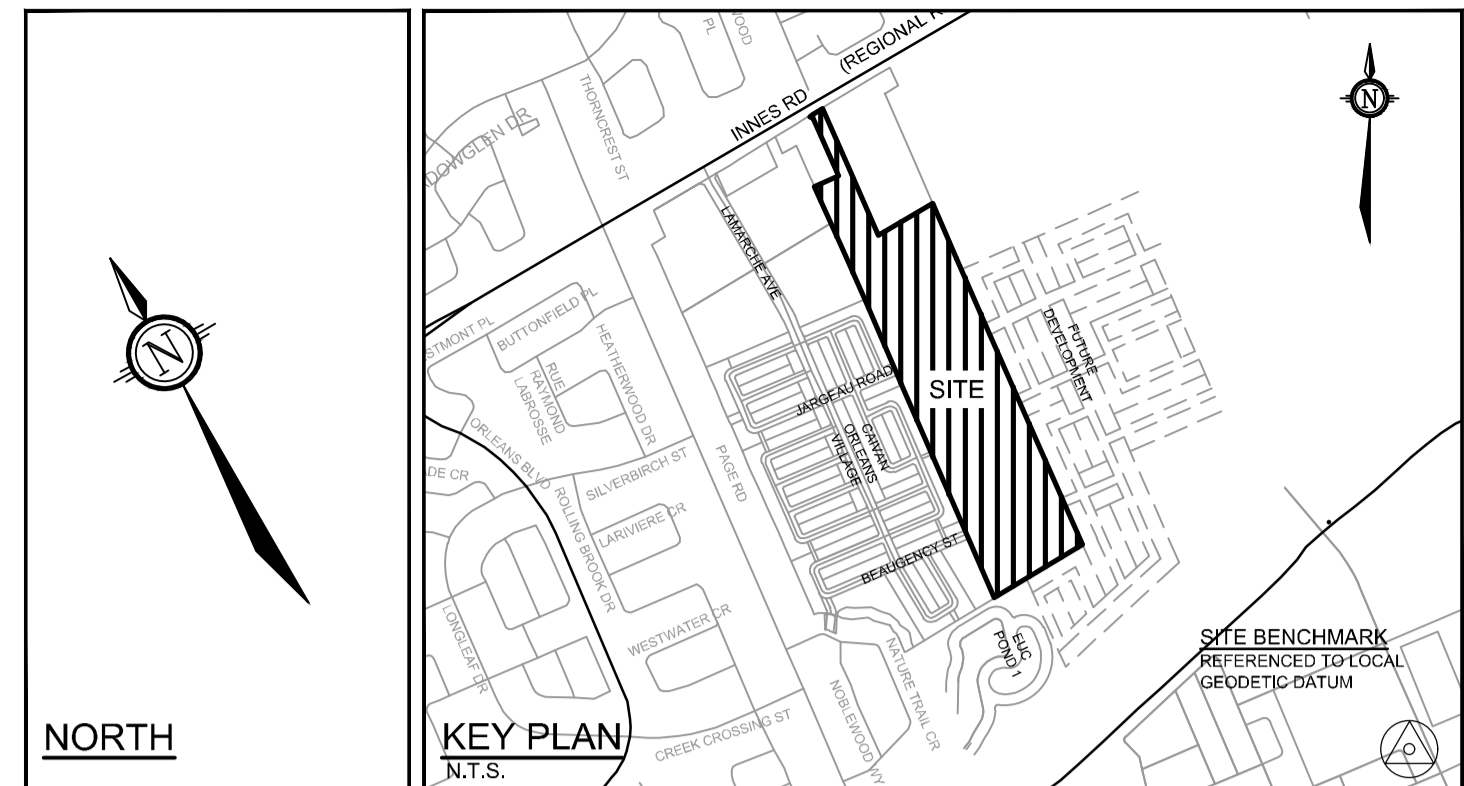 N
NORTH
WOOD
PL
(REGIONAL
INNES RD
N
THORNCREST ST
DOWGLEN DR
LAMARCHE AVE
STMONT PL
BUTTONFIELD PL
HEATHERWOOD DR
RUE
RAYMOND
LABROSSE
ORLEANS BLVD
ADE CR
ROLLING BROOK DR
SILVERBIRCH ST
LARIVIERE CR
PAGE RD
JARGEAU ROAD
CAIVAN
ORLEANS
VILLAGE
SITE
FUTURE
DEVELOPMENT
BEAUGENCY ST
LONGLEAF DR
WESTWATER CR
NATURE TRAIL CR
NOBLEWOOD WY
CREEK CROSSING ST
EUC
POND 1
SITE BENCHMARK
REFERENCED TO LOCAL
GEODETIC DATUM
KEY PLAN
N.T.S.